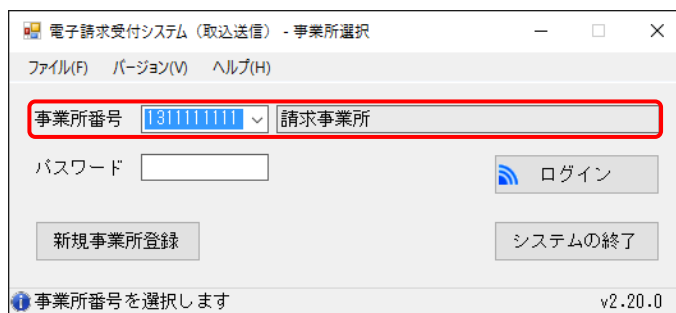 電子請求受付システム（取込送信） - 事業所選択
ファイル(F) バージョン(V) ヘルプ(H)
事業所番号 1311111111 請求事業所
パスワード
ログイン
新規事業所登録 システムの終了
事業所番号を選択します v2.20.0